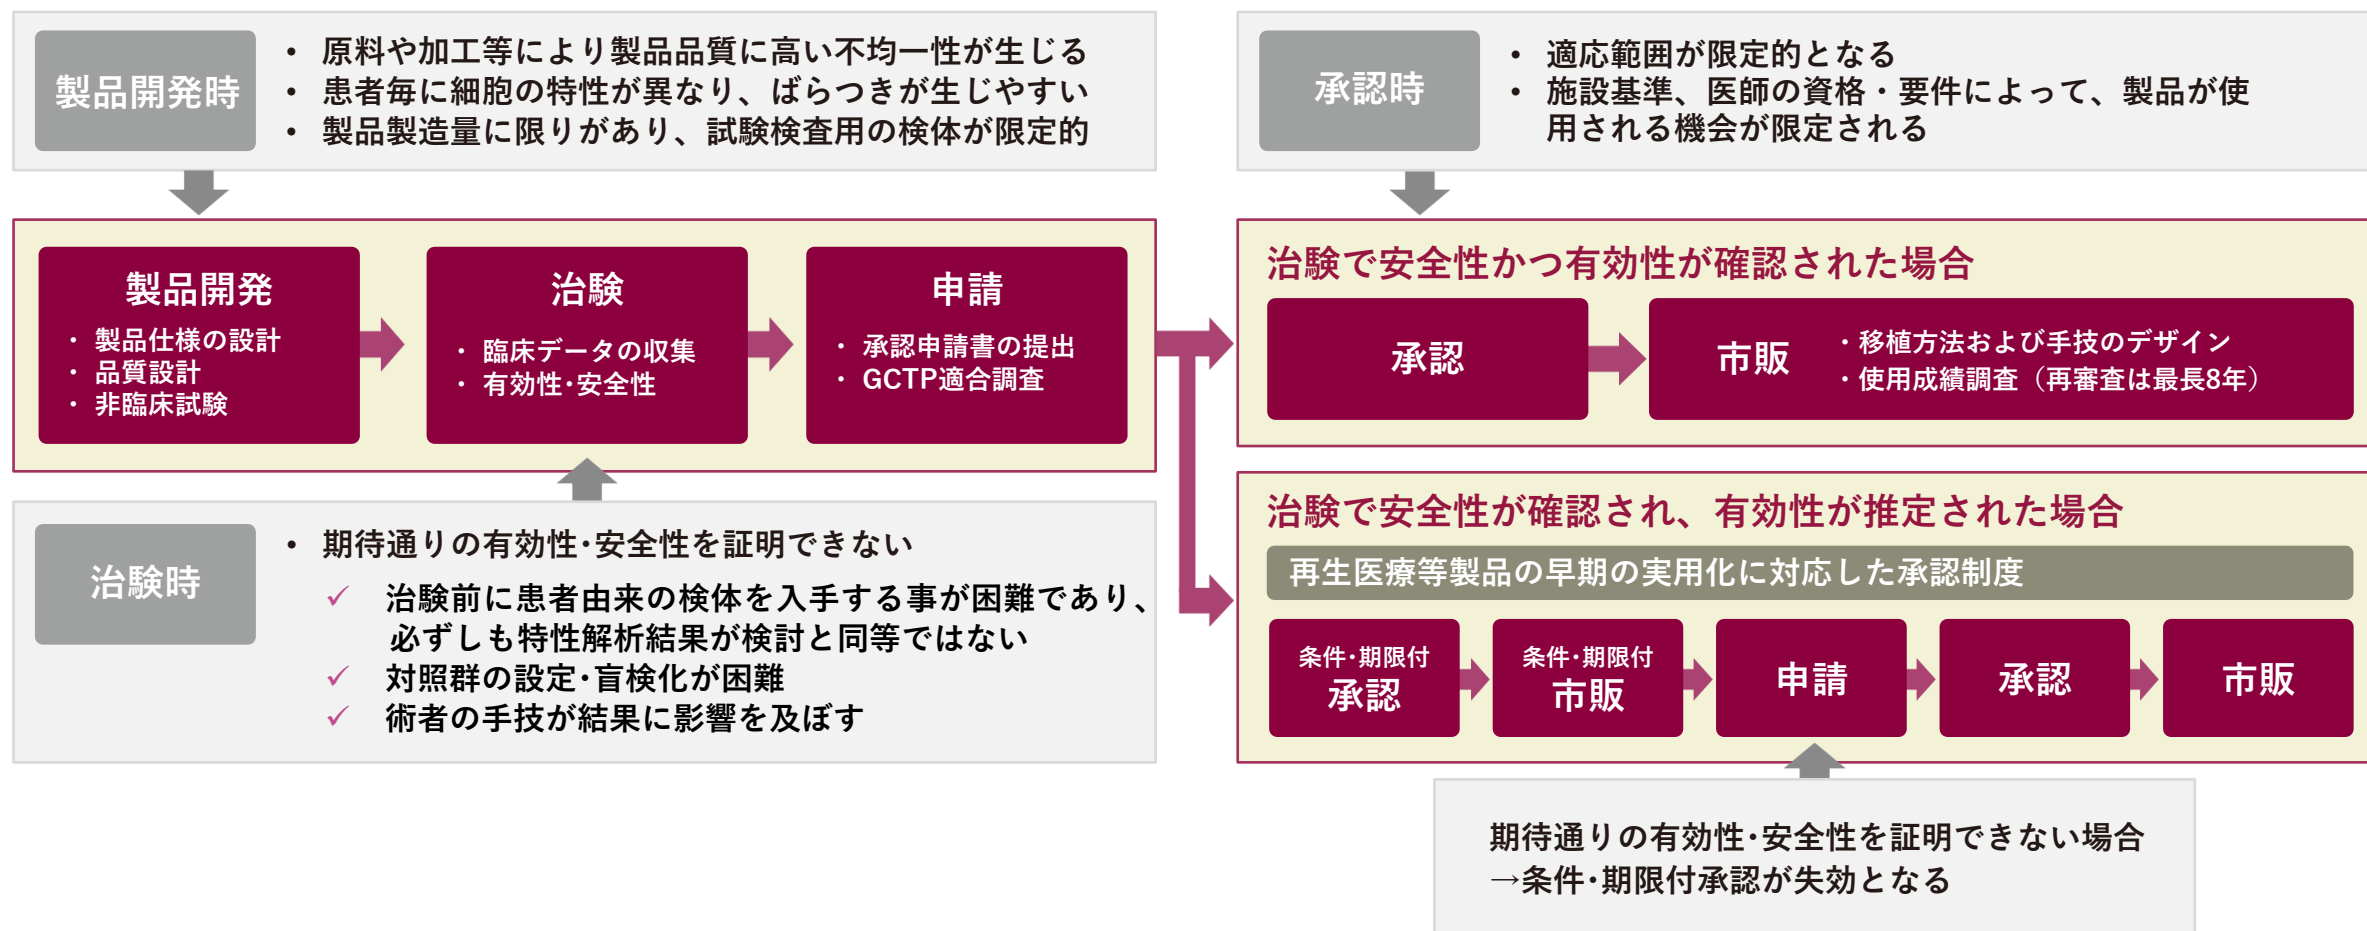 製品開発時
• 原料や加工等により製品品質に高い不均一性が生じる
• 患者毎に細胞の特性が異なり、ばらつきが生じやすい
• 製品製造量に限りがあり、試験検査用の検体が限定的
製品開発
・ 製品仕様の設計
・ 品質設計
・ 非臨床試験
治験
・ 臨床データの収集
・ 有効性･安全性
申請
・ 承認申請書の提出
・ GCTP適合調査
治験時
• 期待通りの有効性･安全性を証明できない
✓ 治験前に患者由来の検体を入手する事が困難であり、
必ずしも特性解析結果が検討と同等ではない
✓ 対照群の設定･盲検化が困難
✓ 術者の手技が結果に影響を及ぼす
承認時
• 適応範囲が限定的となる
• 施設基準、医師の資格・要件によって、製品が使
用される機会が限定される
治験で安全性かつ有効性が確認された場合
承認
市販
・移植方法および手技のデザイン
・使用成績調査（再審査は最長8年）
治験で安全性が確認され、有効性が推定された場合
再生医療等製品の早期の実用化に対応した承認制度
条件･期限付
承認
条件･期限付
市販
申請
承認
市販
期待通りの有効性･安全性を証明できない場合
→条件･期限付承認が失効となる